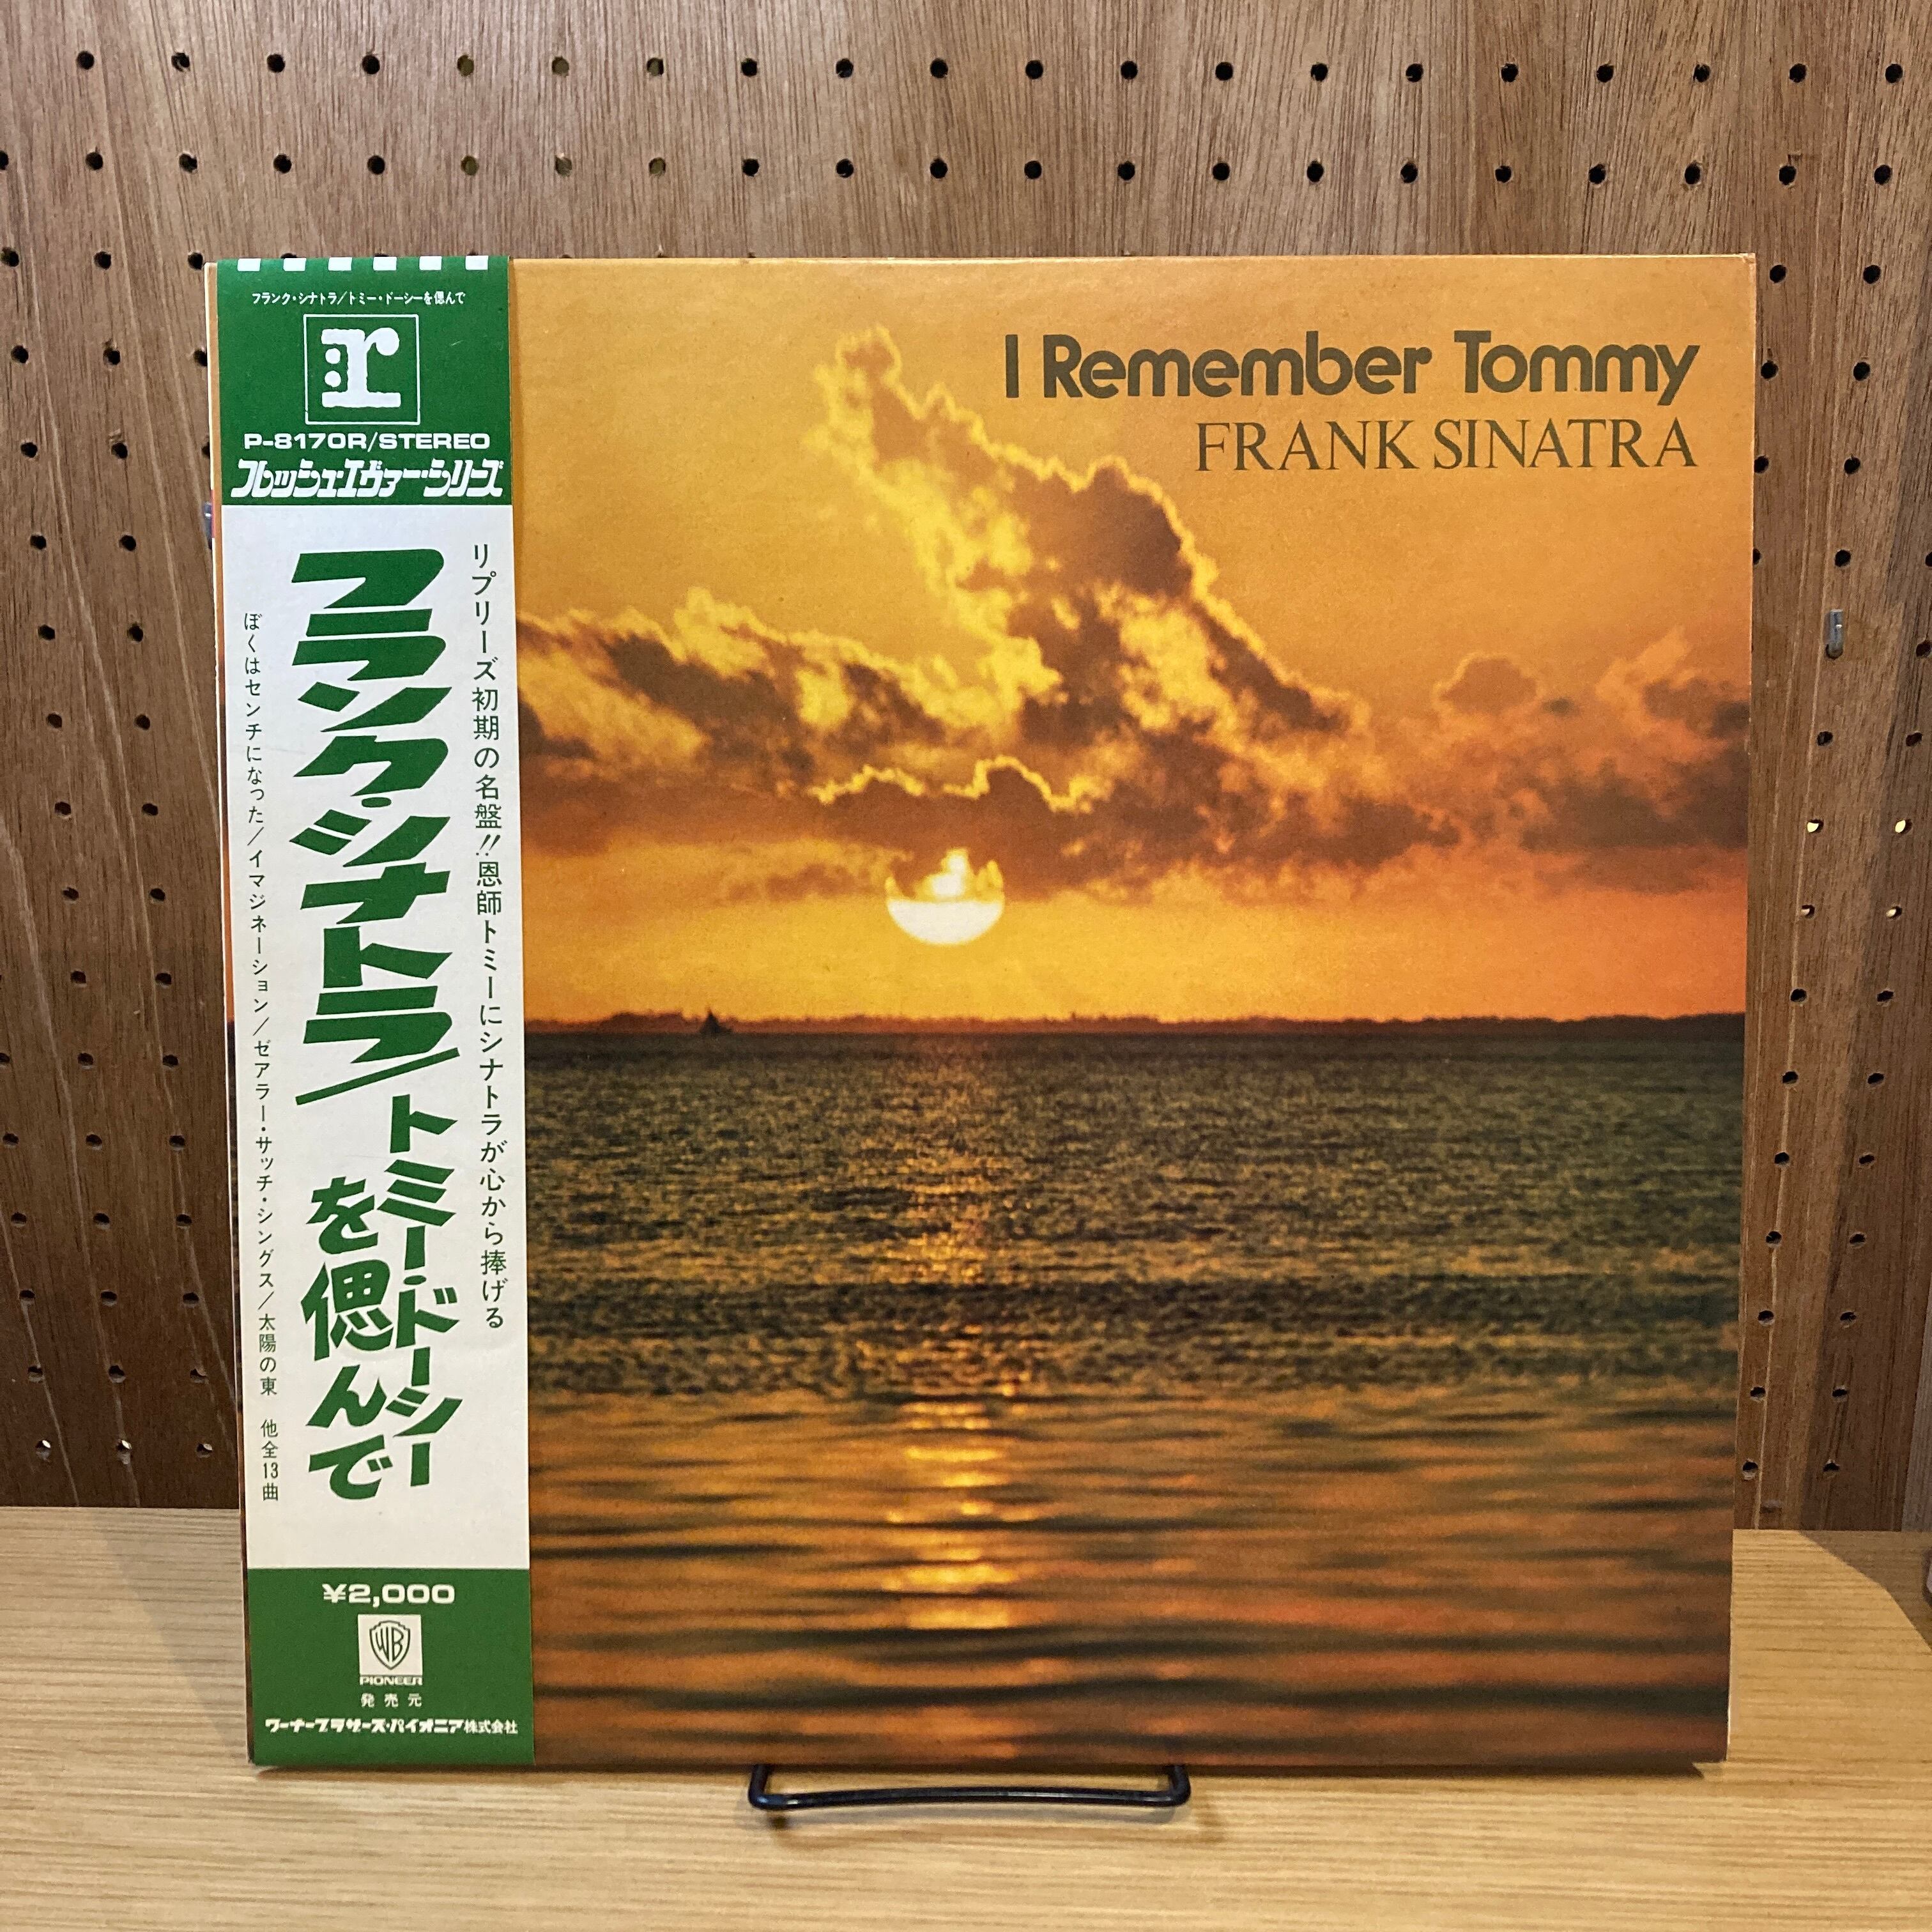 フランク・シナトラ/トミー・ドーシーを偲んで
r
P-8170R/STEREO
フレッシュ・エヴァー・シリーズ
リプリーズ初期の名盤!!恩師トミーにシナトラが心から捧げる
フランク・シナトラ/トミー・ドーシーを偲んで
ぼくはセンチになった/イマジネーション/ゼアラー・サッチ・シングス/太陽の東 他全13曲
¥2,000
WB
PIONEER
発売元
ワーナーブラザーズ・パイオニア株式会社
I Remember Tommy
FRANK SINATRA